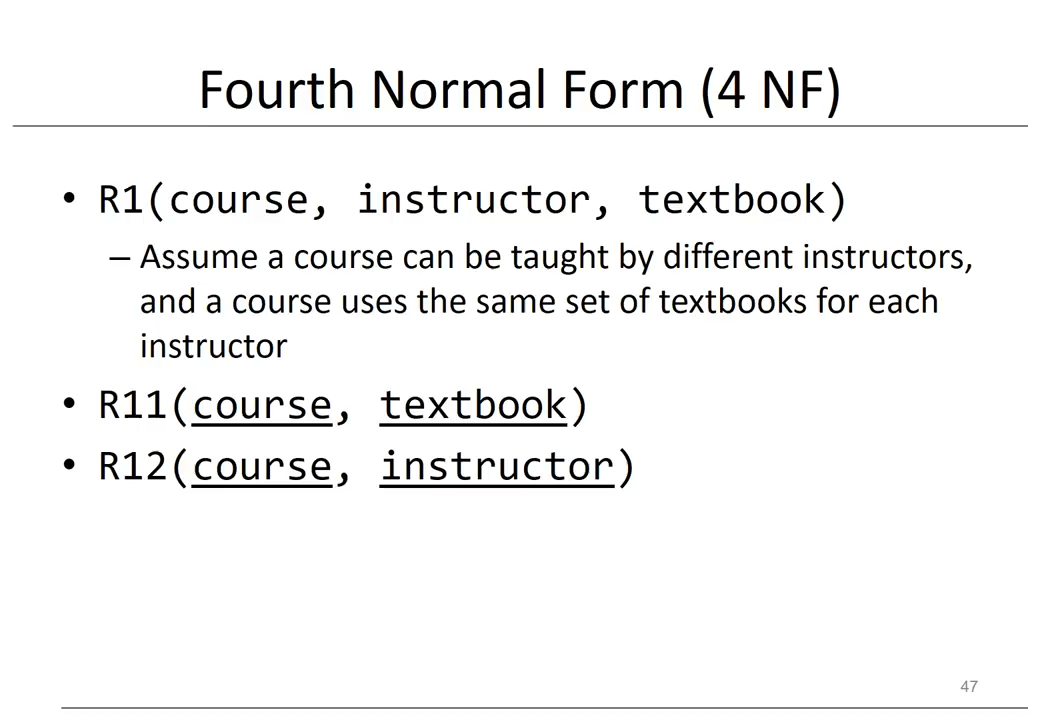 Fourth Normal Form (4 NF)
• R1(course, instructor, textbook)
– Assume a course can be taught by different instructors,
and a course uses the same set of textbooks for each
instructor
• R11(course, textbook)
• R12(course, instructor)
47